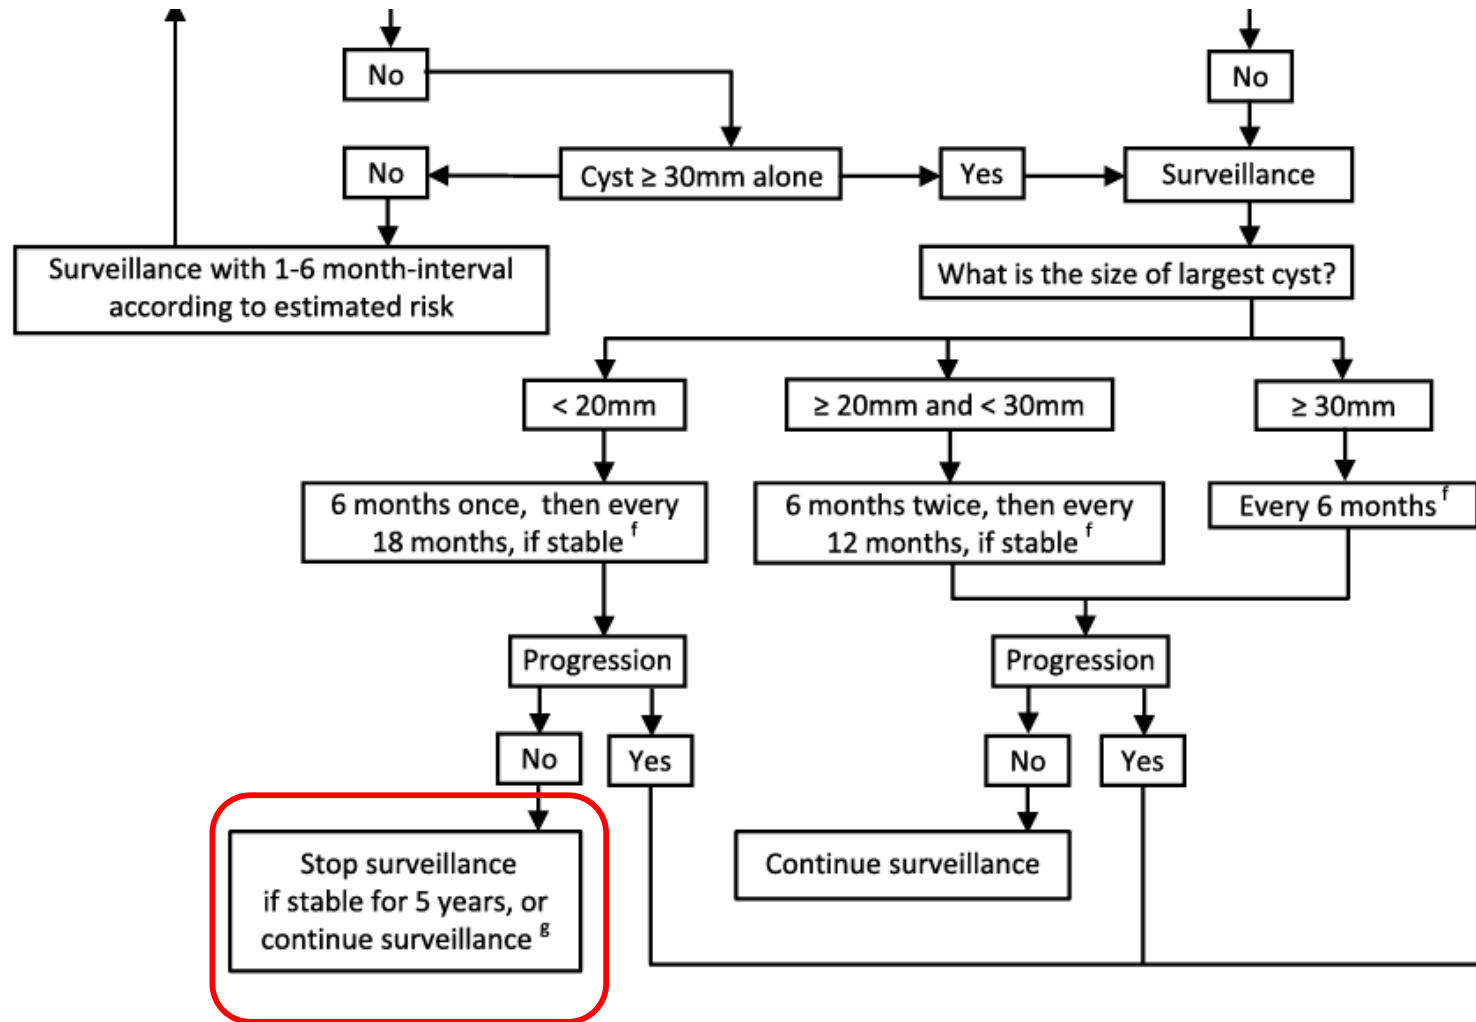 No
No
No
Cyst ≥ 30mm alone
Yes
Surveillance
Surveillance with 1-6 month-interval
according to estimated risk
What is the size of largest cyst?
< 20mm
≥ 20mm and < 30mm
≥ 30mm
6 months once, then every
18 months, if stable f
6 months twice, then every
12 months, if stable f
Every 6 months f
Progression
Progression
No
Yes
No
Yes
Stop surveillance
if stable for 5 years, or
continue surveillance g
Continue surveillance